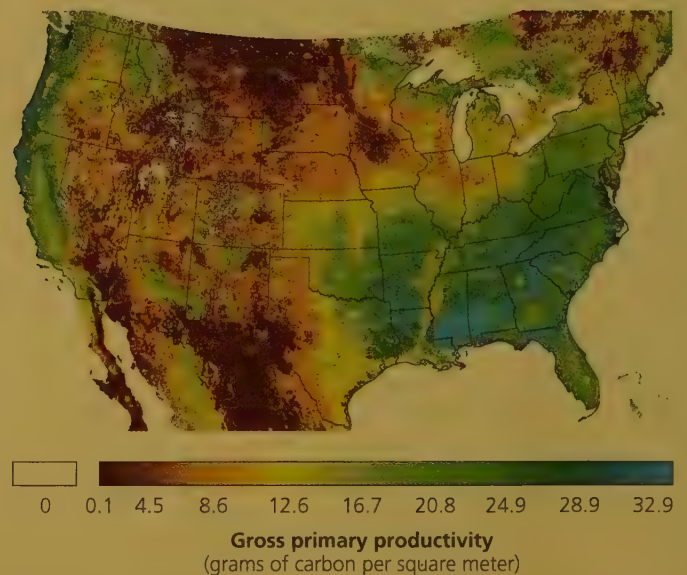 0 0.1 4.5 8.6 12.6 16.7 20.8 24.9 28.9 32.9
Gross primary productivity
(grams of carbon per square meter)